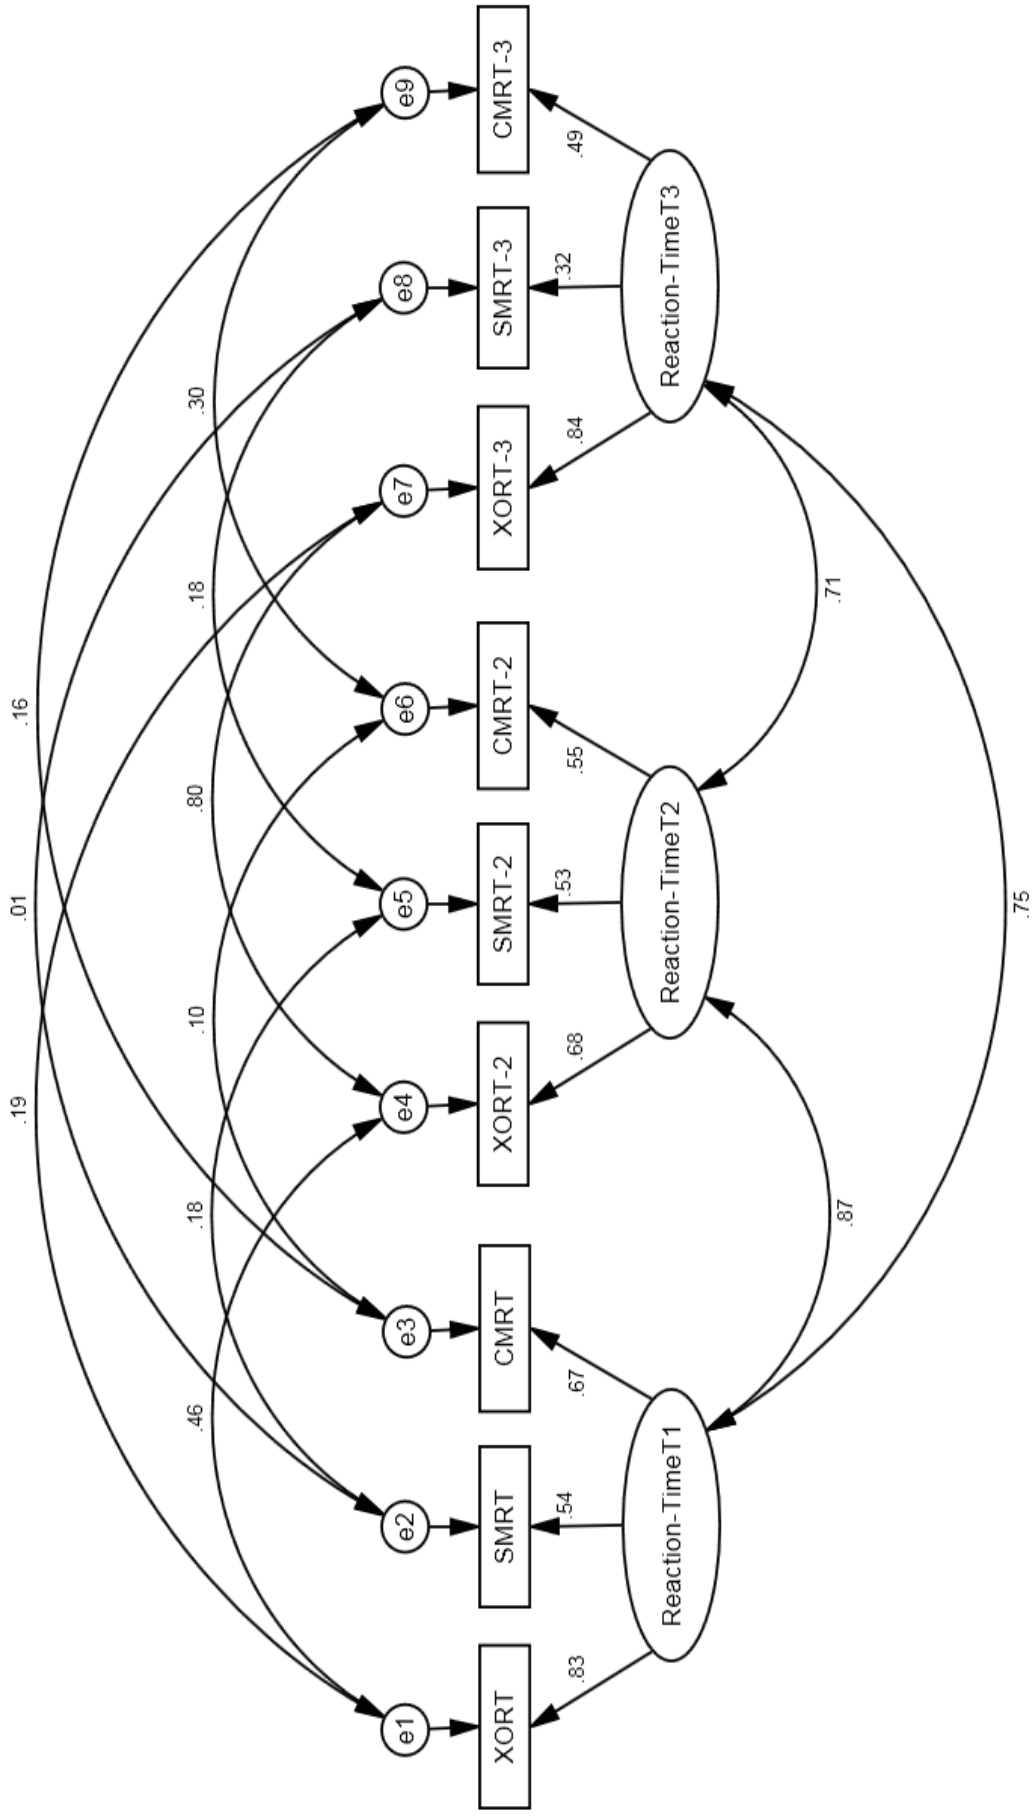 .19
.01
.16
.46
.18
.10
.80
.18
.30
e1
e2
e3
e4
e5
e6
e7
e8
e9
XORT
SMRT
CMRT
XORT-2
SMRT-2
CMRT-2
XORT-3
SMRT-3
CMRT-3
.83
.54
.67
.68
.53
.55
.84
.32
.49
Reaction-TimeT1
Reaction-TimeT2
Reaction-TimeT3
.87
.71
.75